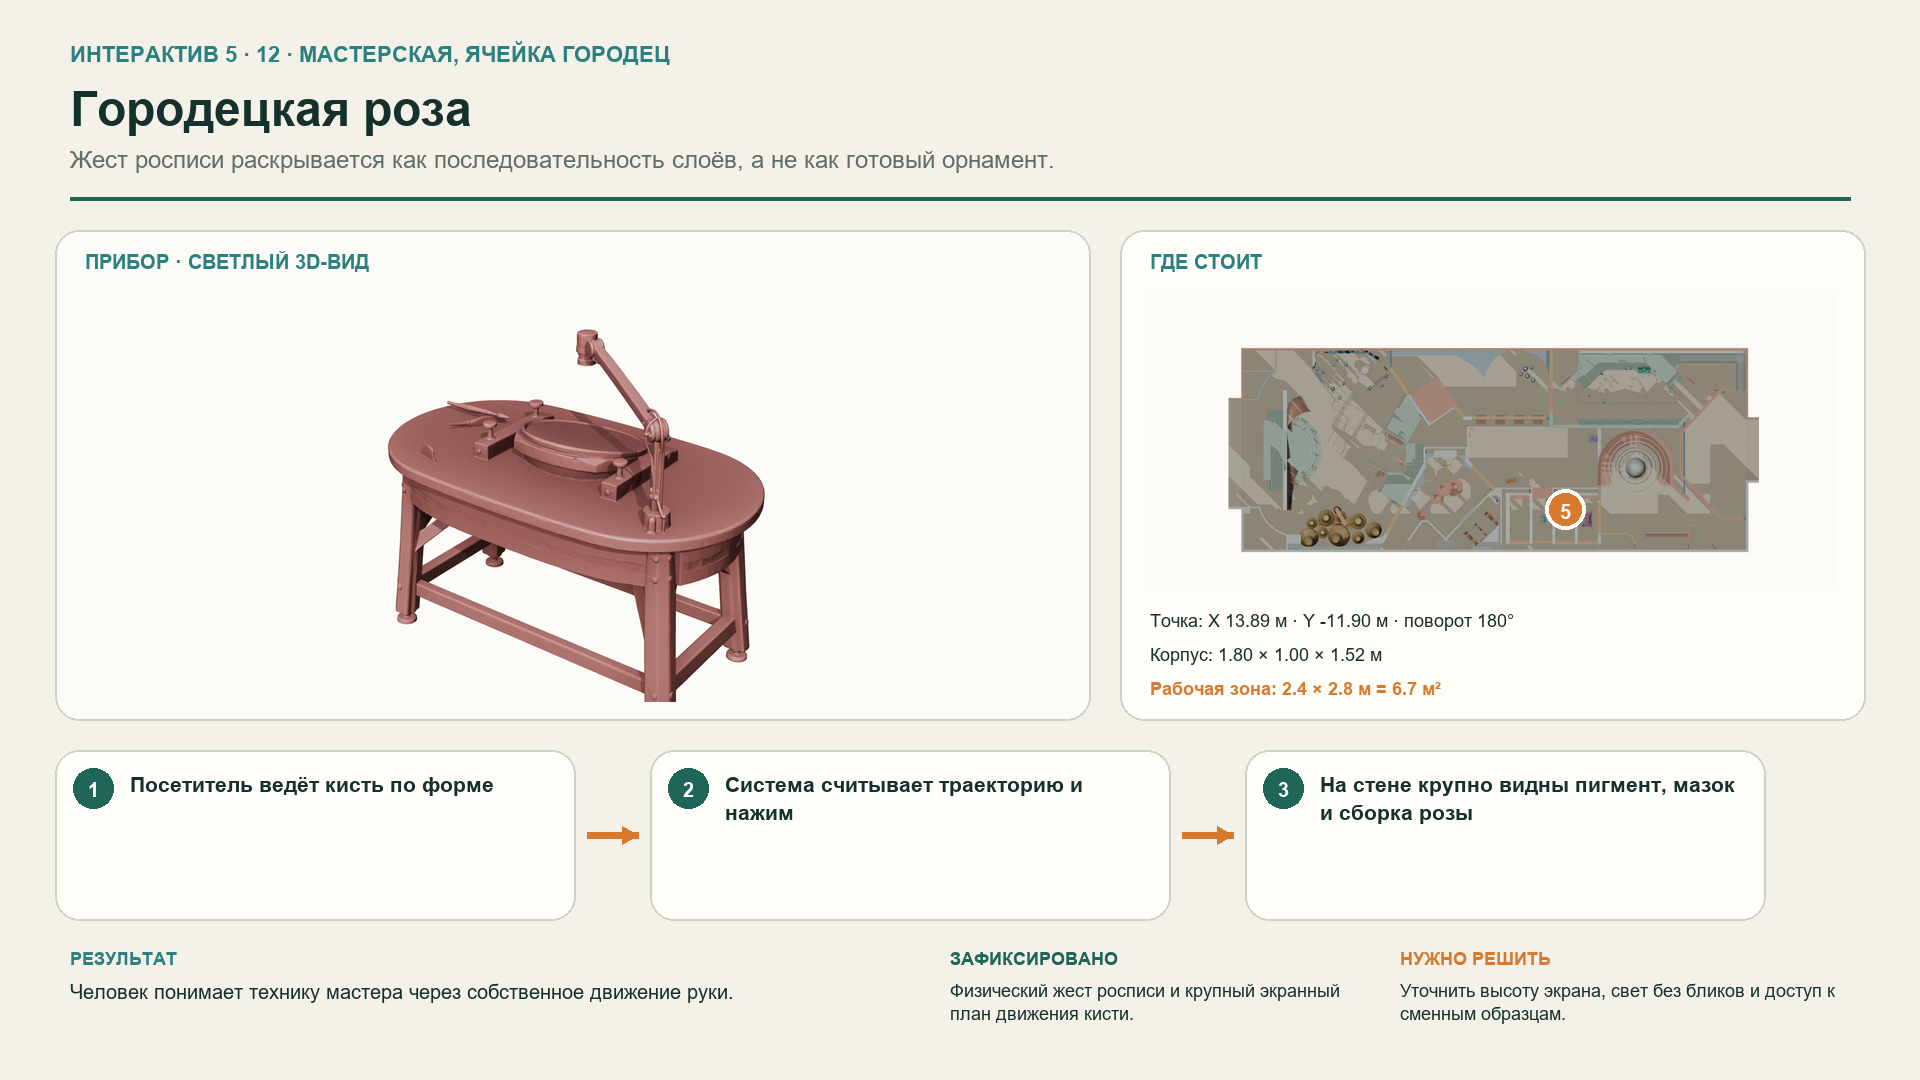 ИНТЕРАКТИВ 5 · 12 · МАСТЕРСКАЯ, ЯЧЕЙКА ГОРОДЕЦ
Городецкая роза
Жест росписи раскрывается как последовательность слоёв, а не как готовый орнамент.
ПРИБОР · СВЕТЛЫЙ 3D-ВИД
ГДЕ СТОИТ
5
Точка: X 13.89 м · Y -11.90 м · поворот 180°
Корпус: 1.80 × 1.00 × 1.52 м
Рабочая зона: 2.4 × 2.8 м = 6.7 м²
1 Посетитель ведёт кисть по форме
2 Система считывает траекторию и
нажим
3 На стене крупно видны пигмент, мазок
и сборка розы
РЕЗУЛЬТАТ
Человек понимает технику мастера через собственное движение руки.
ЗАФИКСИРОВАНО
Физический жест росписи и крупный экранный
план движения кисти.
НУЖНО РЕШИТЬ
Уточнить высоту экрана, свет без бликов и доступ к
сменным образцам.